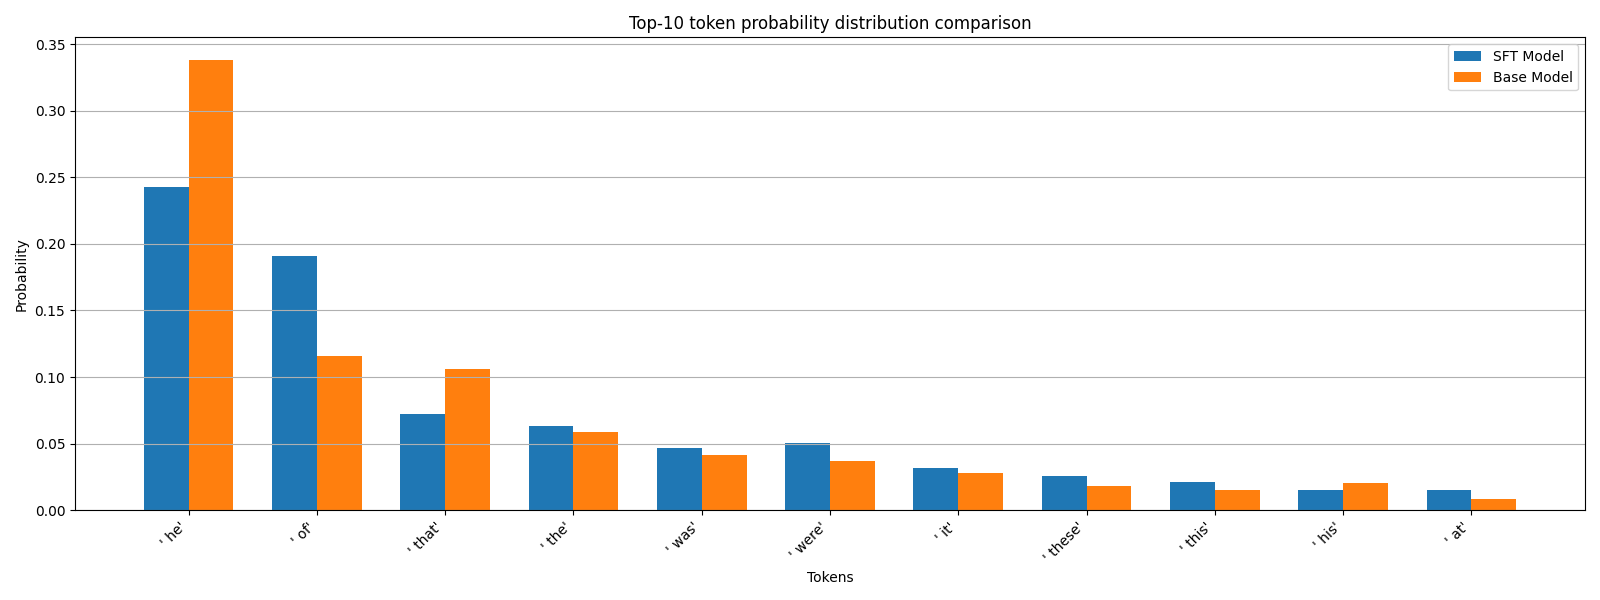 Top-10 token probability distribution comparison
SFT Model
Base Model
Probability
0.35
0.30
0.25
0.20
0.15
0.10
0.05
0.00
' he'
' of'
' that'
' the'
' was'
' were'
' it'
' these'
' this'
' his'
' at'
Tokens